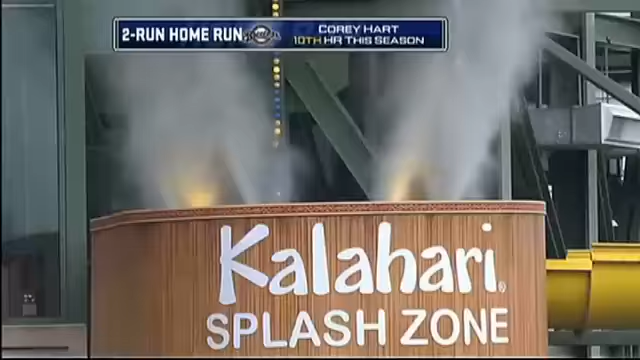 2-RUN HOME RUN
COREY HART
10TH HR THIS SEASON
Kalahari®
SPLASH ZONE